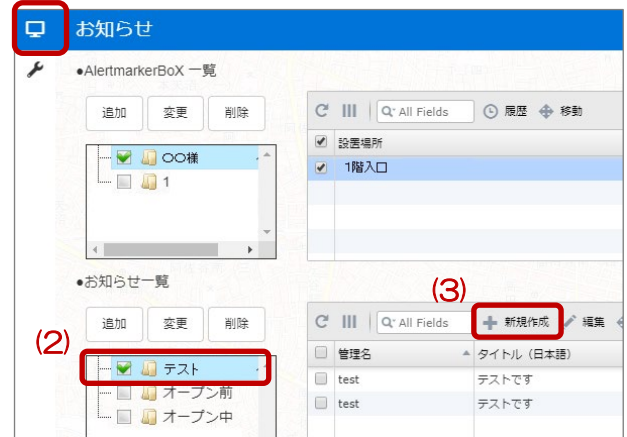 お知らせ
●AlertmarkerBoX 一覧
追加 変更 削除
All Fields 履歴 移動
設置場所
〇〇様
1階入口
1
●お知らせ一覧
(3)
追加 変更 削除
All Fields 新規作成 編集
(2)
管理名 タイトル（日本語）
テスト
test テストです
オープン前
test テストです
オープン中